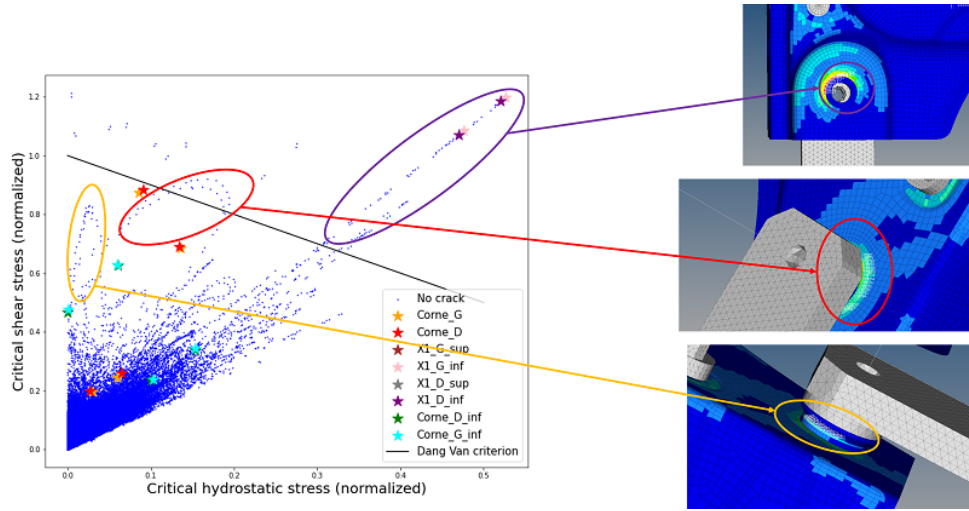 1.2
1.0
0.8
0.6
0.4
0.2
0.0
0.0
0.1
0.2
0.3
0.4
0.5
Critical shear stress (normalized)
Critical hydrostatic stress (normalized)
No crack
Corne_G
Corne_D
X1_G_sup
X1_G_inf
X1_D_sup
X1_D_inf
Corne_D_inf
Corne_G_inf
Dang Van criterion